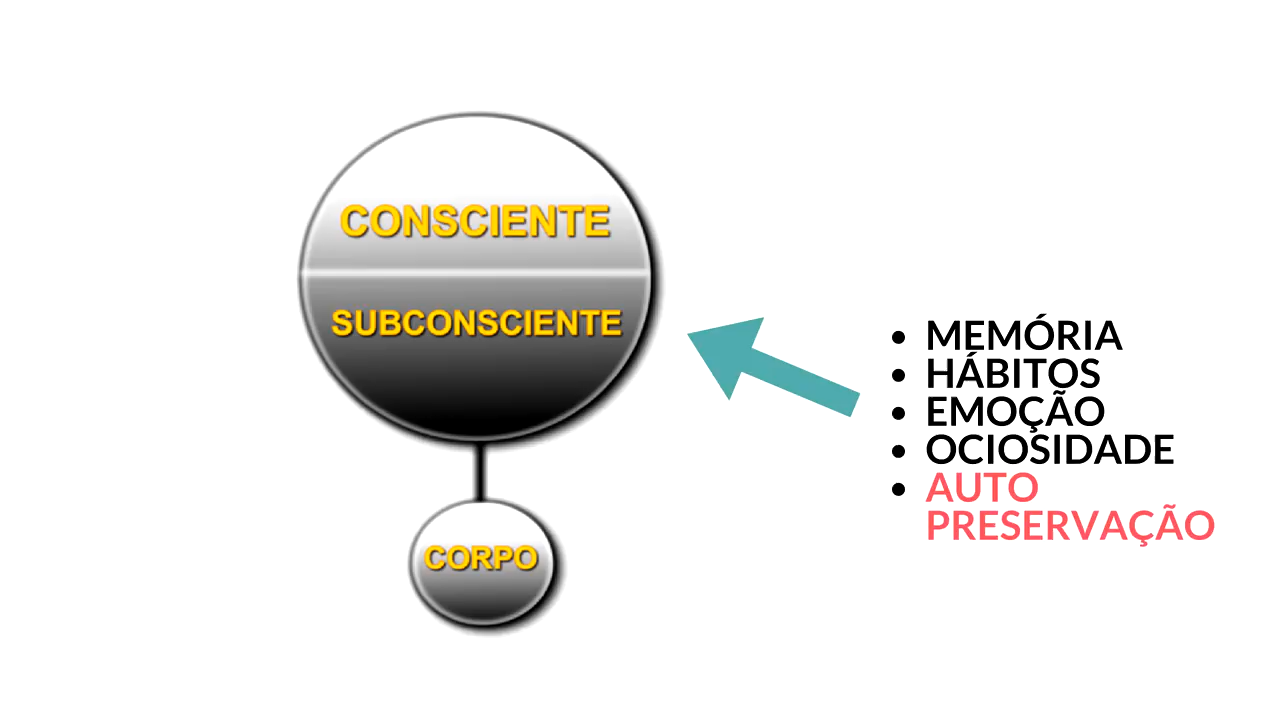 CONSCIENTE
SUBCONSCIENTE
CORPO
MEMÓRIA
HÁBITOS
EMOÇÃO
OCIOSIDADE
AUTO
PRESERVAÇÃO